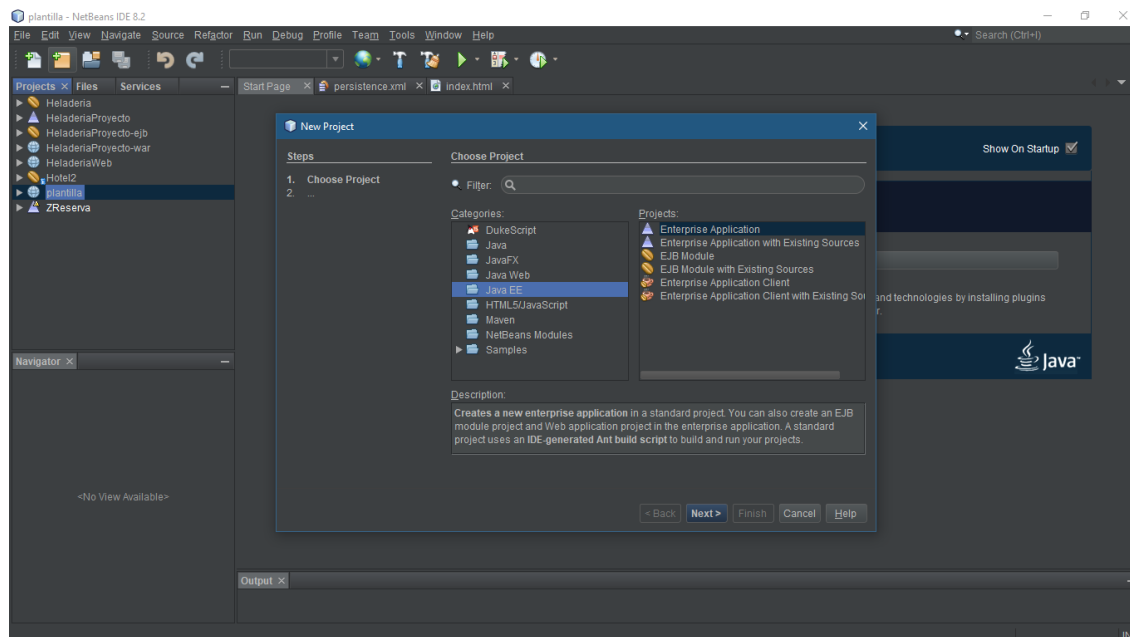 plantilla - NetBeans IDE 8.2
File Edit View Navigate Source Refactor Run Debug Profile Team Tools Window Help
Search (Ctrl+I)
Projects Files Services
Start Page persistence.xml index.html
Heladeria
HeladeriaProyecto
HeladeriaProyecto-ejb
HeladeriaProyecto-war
HeladeriaWeb
Hotel2
plantilla
ZReserva
Show On Startup
New Project
Steps
1. Choose Project
2. ...
Choose Project
Filter:
Categories:
DukeScript
Java
JavaFX
Java Web
Java EE
HTML5/JavaScript
Maven
NetBeans Modules
Samples
Projects:
Enterprise Application
Enterprise Application with Existing Sources
EJB Module
EJB Module with Existing Sources
Enterprise Application Client
Enterprise Application Client with Existing Sou
and technologies by installing plugins
r.
Java
Description:
Creates a new enterprise application in a standard project. You can also create an EJB
module project and Web application project in the enterprise application. A standard
project uses an IDE-generated Ant build script to build and run your projects.
< Back Next > Finish Cancel Help
Navigator
<No View Available>
Output
IN